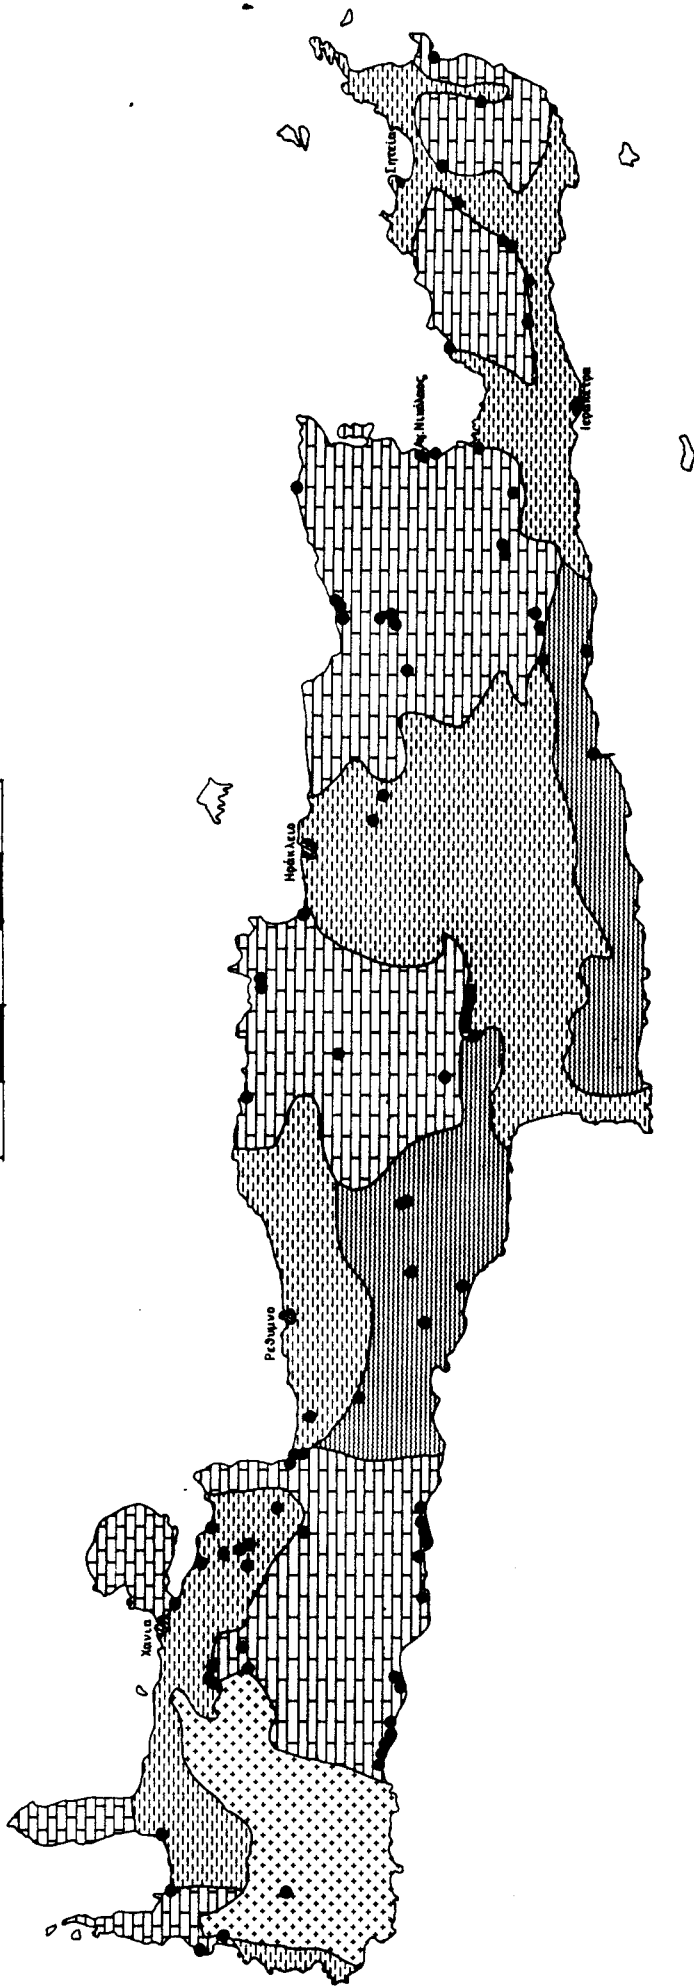 Χανια
Ρεθυμνο
Ηράκλειο
Αγ. Νικόλαος
Ιεράπετρα
Σητεία